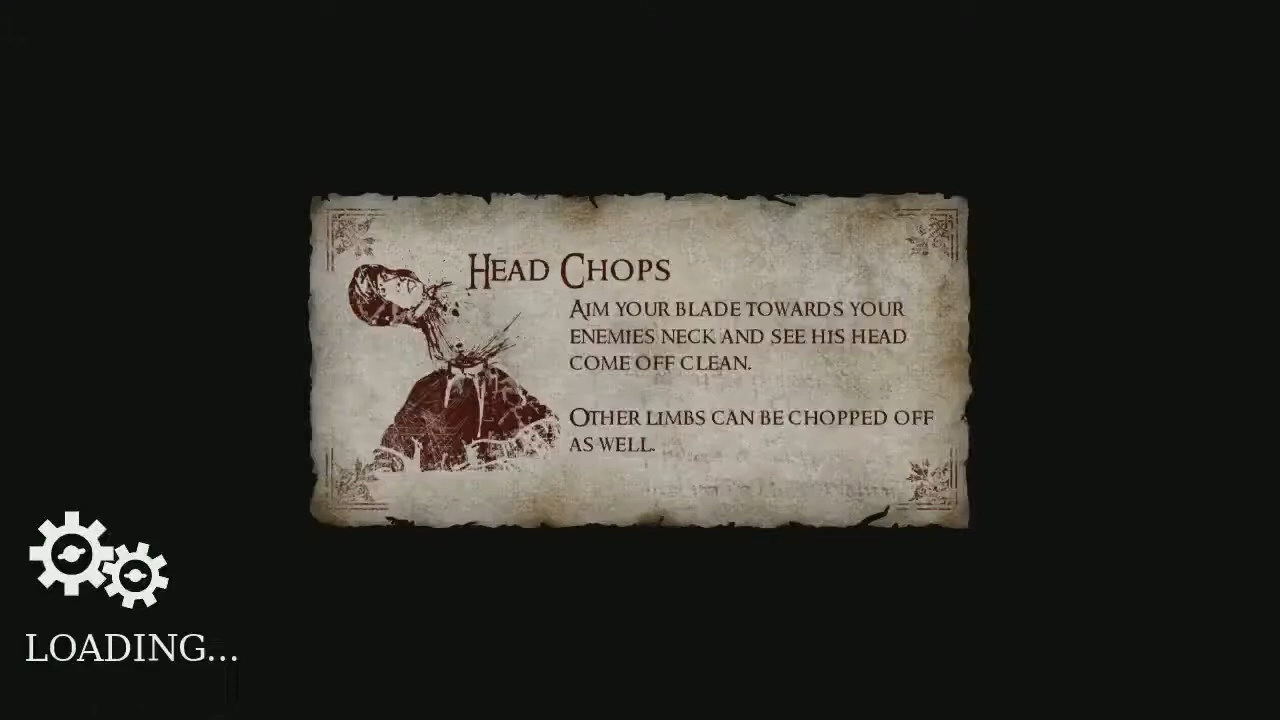 HEAD CHOPS
AIM YOUR BLADE TOWARDS YOUR
ENEMIES NECK AND SEE HIS HEAD
COME OFF CLEAN.
OTHER LIMBS CAN BE CHOPPED OFF
AS WELL.
LOADING...